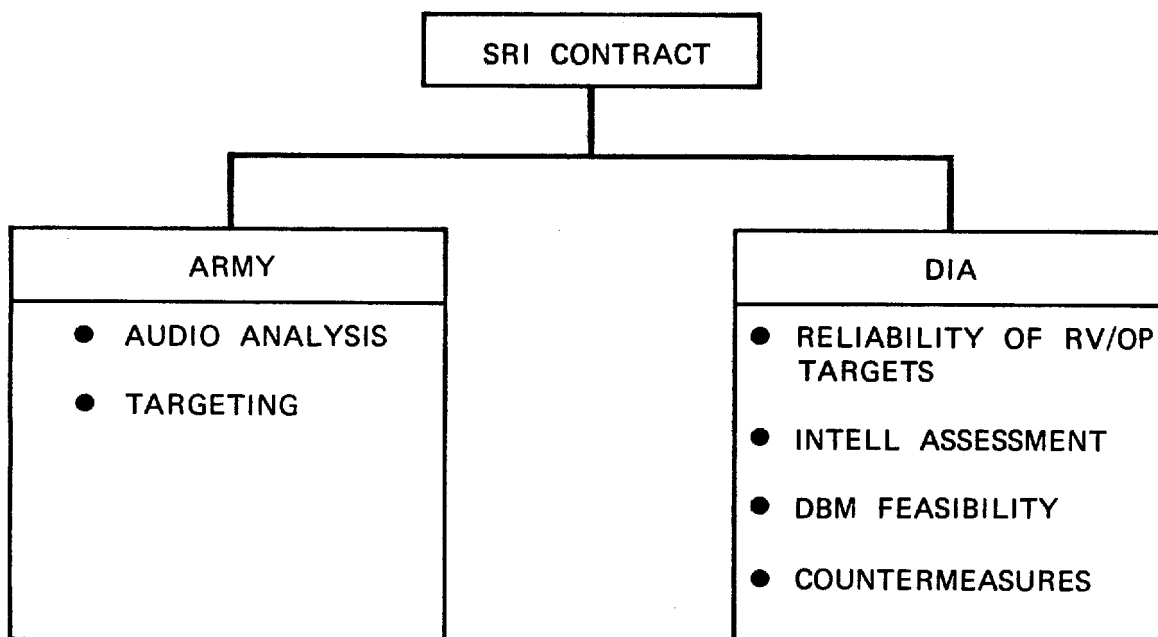 SRI CONTRACT
ARMY
● AUDIO ANALYSIS
● TARGETING
DIA
● RELIABILITY OF RV/OP
TARGETS
● INTELL ASSESSMENT
● DBM FEASIBILITY
● COUNTERMEASURES